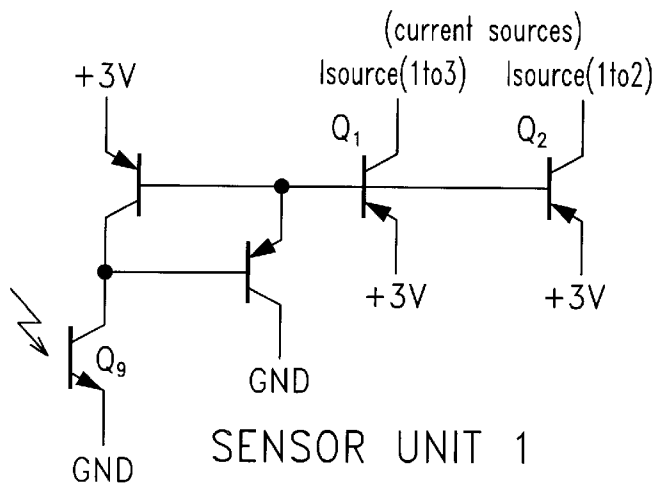 (current sources)
Isource(1to3) Isource(1to2)
+3V
Q1
Q2
+3V
+3V
Q9
GND
GND
SENSOR UNIT 1